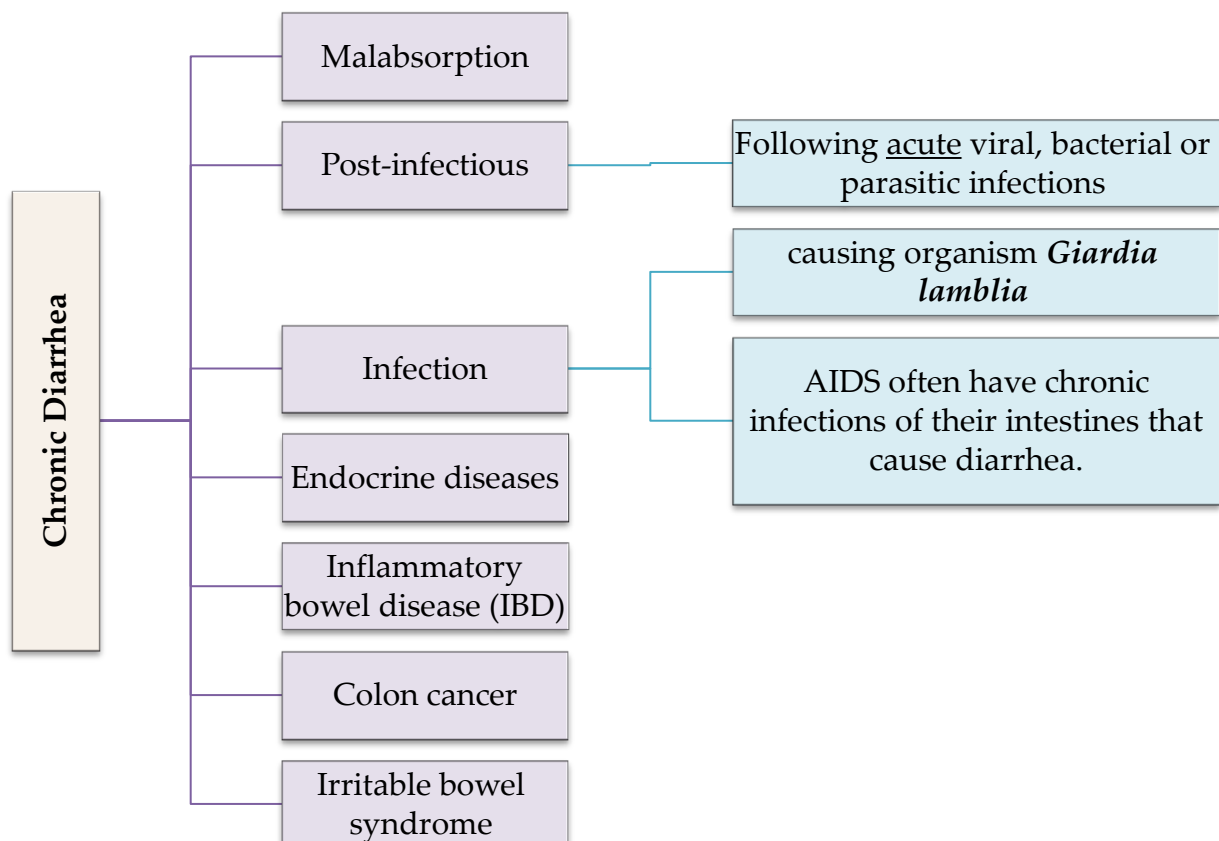 Chronic Diarrhea
Malabsorption
Post-infectious
Following acute viral, bacterial or
parasitic infections
Infection
causing organism Giardia
lamblia
AIDS often have chronic
infections of their intestines that
cause diarrhea.
Endocrine diseases
Inflammatory
bowel disease (IBD)
Colon cancer
Irritable bowel
syndrome